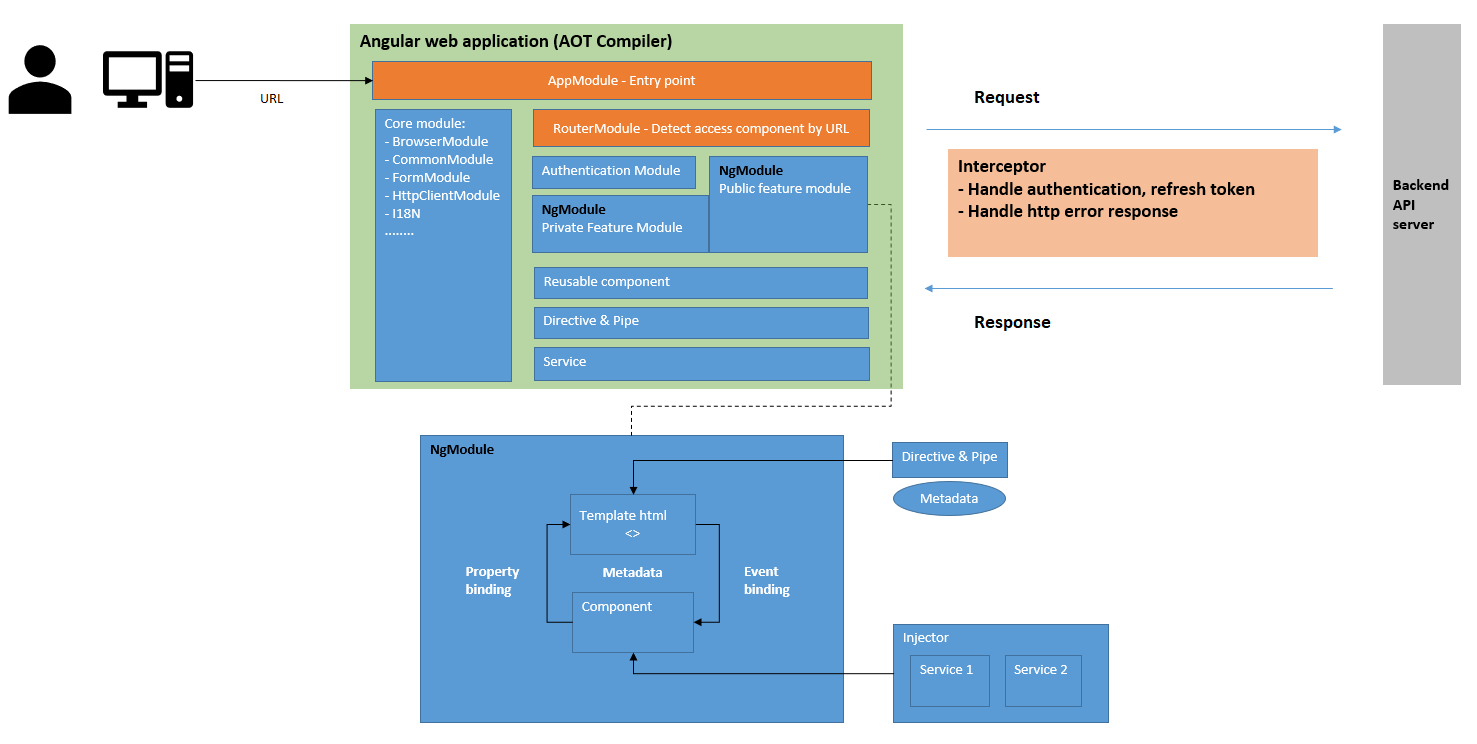 Angular web application (AOT Compiler)
AppModule - Entry point
URL
Core module:
- BrowserModule
- CommonModule
- FormModule
- HttpClientModule
- I18N
........
RouterModule - Detect access component by URL
Authentication Module
NgModule
Public feature module
NgModule
Private Feature Module
Reusable component
Directive & Pipe
Service
Request
Interceptor
- Handle authentication, refresh token
- Handle http error response
Response
Backend
API
server
NgModule
Directive & Pipe
Metadata
Template html
<>
Property
binding
Metadata
Event
binding
Component
Injector
Service 1
Service 2